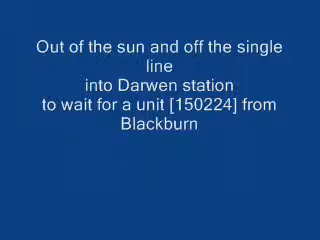 Out of the sun and off the single
line
into Darwen station
to wait for a unit [150224] from
Blackburn